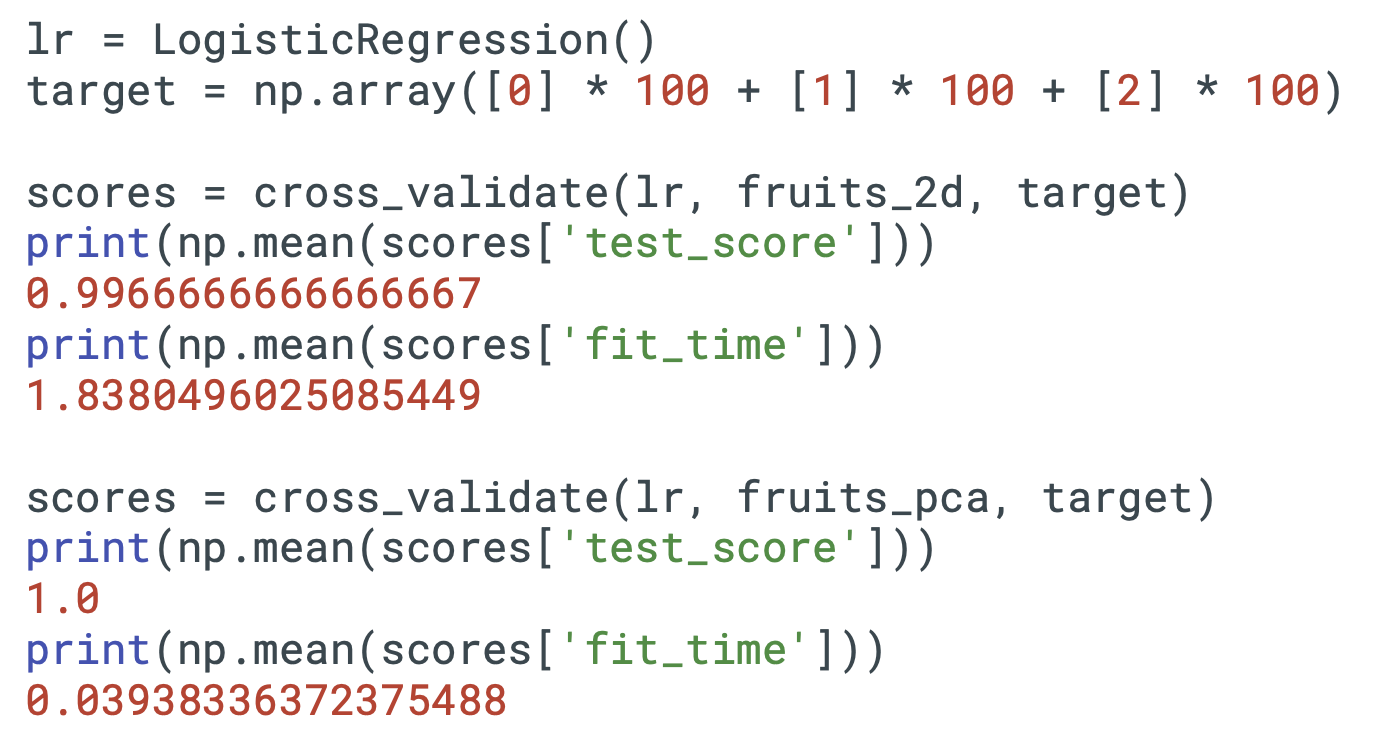 lr = LogisticRegression()
target = np.array([0] * 100 + [1] * 100 + [2] * 100)
scores = cross_validate(lr, fruits_2d, target)
print(np.mean(scores['test_score']))
0.9966666666666667
print(np.mean(scores['fit_time']))
1.8380496025085449
scores = cross_validate(lr, fruits_pca, target)
print(np.mean(scores['test_score']))
1.0
print(np.mean(scores['fit_time']))
0.03938336372375488